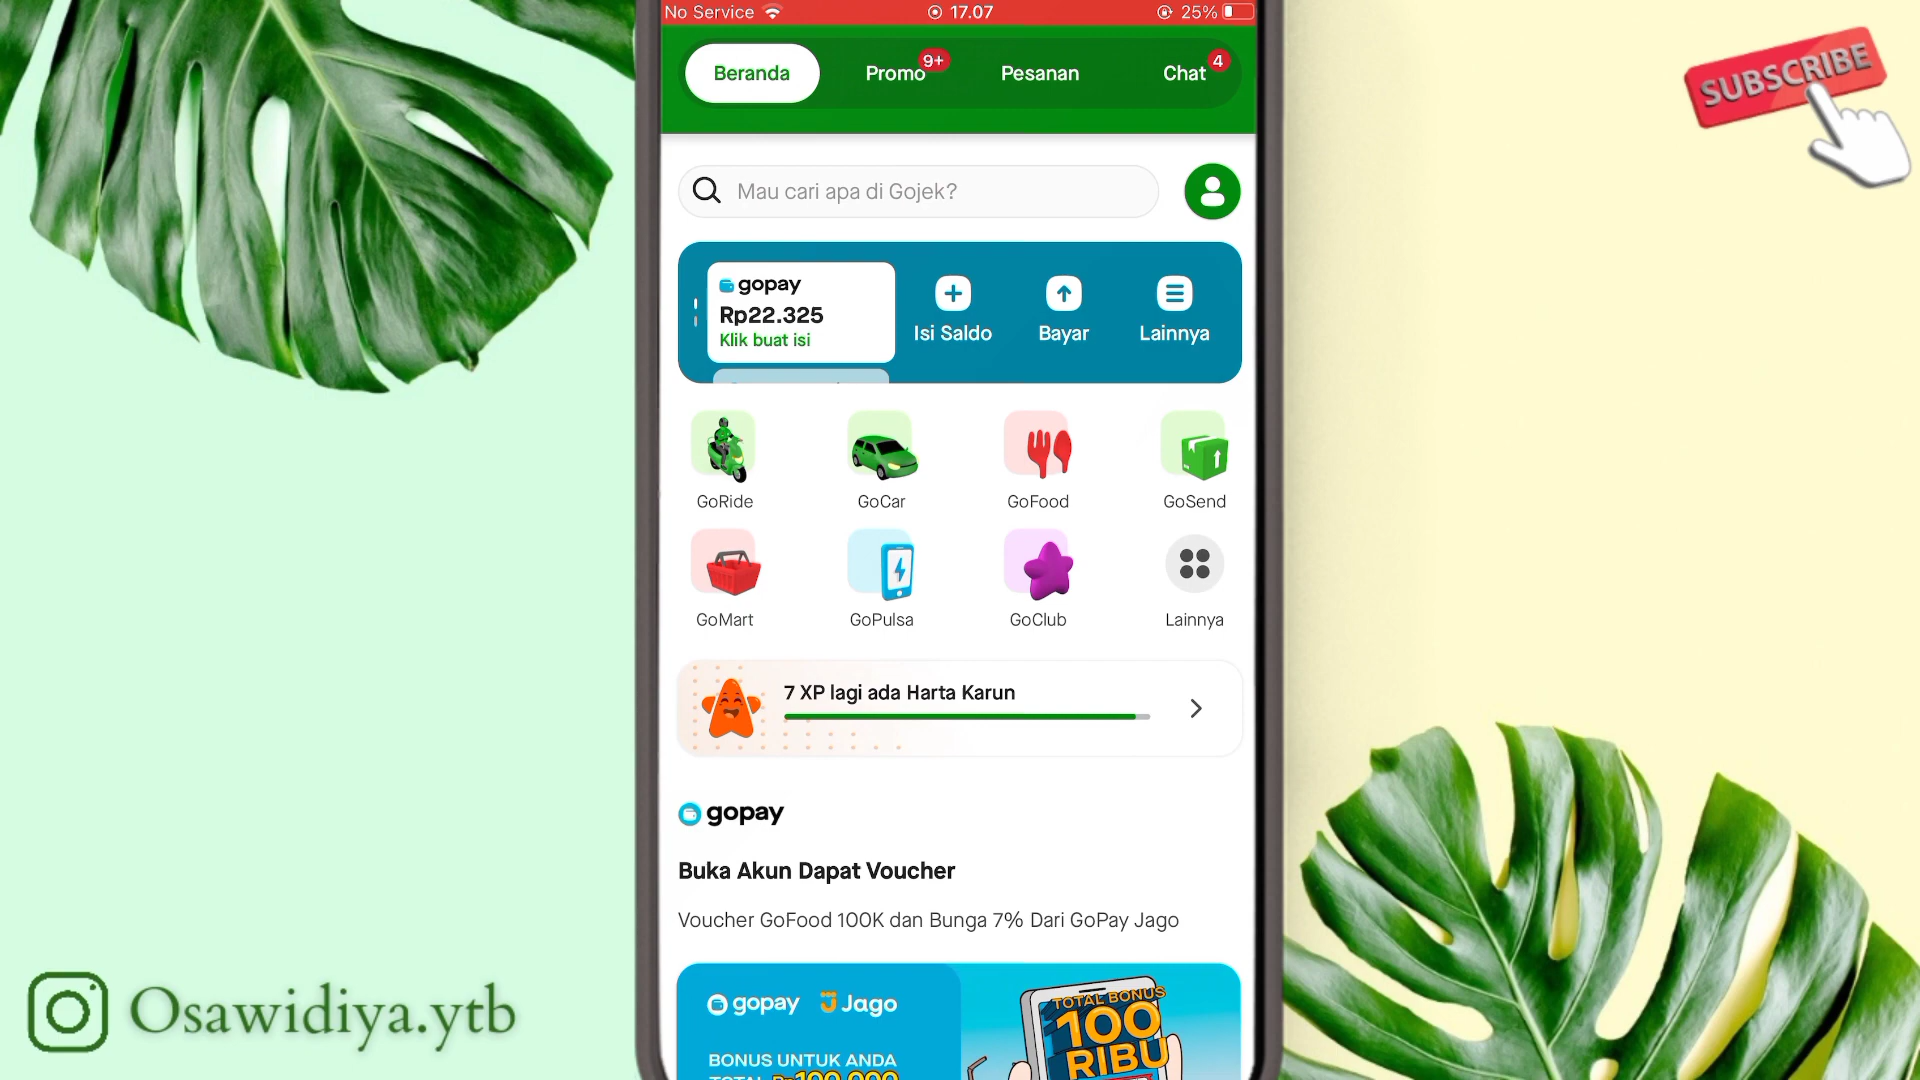 No Service
17.07
25%
Beranda
Promo
9+
Pesanan
Chat
4
SUBSCRIBE
Mau cari apa di Gojek?
gopay
Rp22.325
Klik buat isi
Isi Saldo
Bayar
Lainnya
GoRide
GoCar
GoFood
GoSend
GoMart
GoPulsa
GoClub
Lainnya
7 XP lagi ada Harta Karun
gopay
Buka Akun Dapat Voucher
Voucher GoFood 100K dan Bunga 7% Dari GoPay Jago
gopay Jago
BONUS UNTUK ANDA
TOTAL Rp100.000
TOTAL BONUS
100
RIBU
Osawidiya.ytb